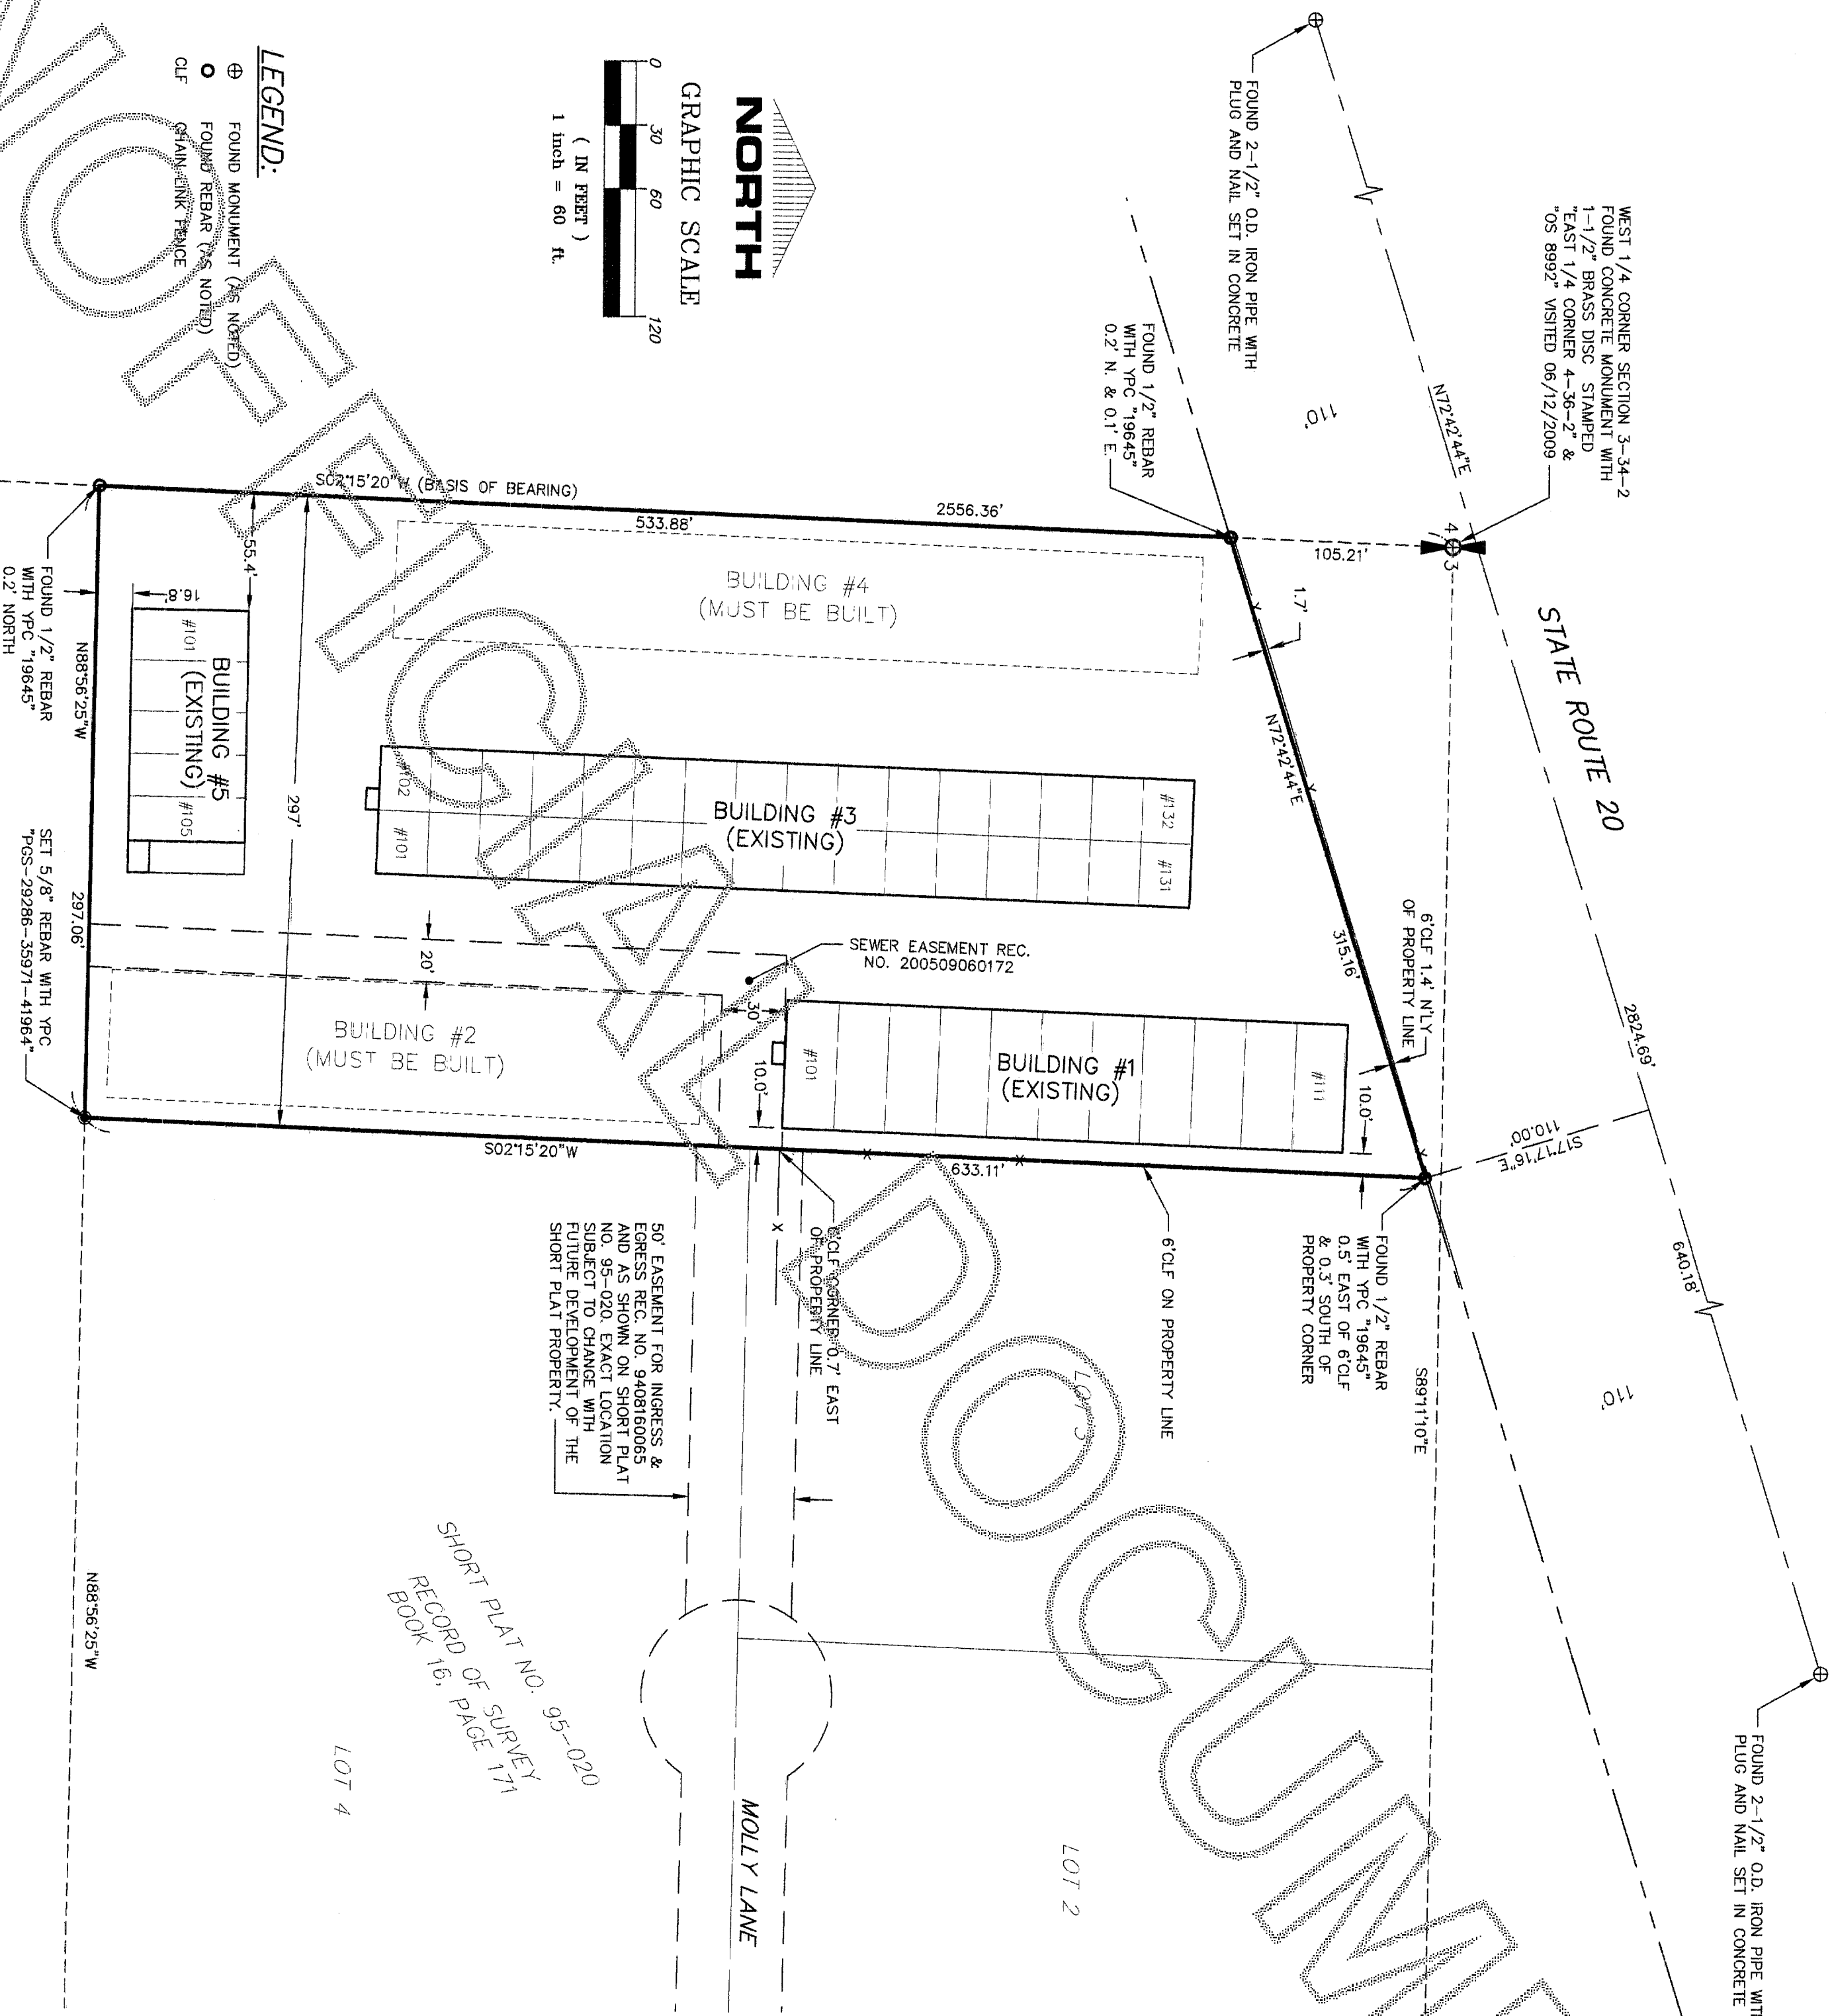 WEST 1/4 CORNER SECTION 3-34-2
FOUND CONCRETE MONUMENT WITH
1-1/2" BRASS DISC STAMPED
"EAST 1/4 CORNER 4-36-2" &
"OS 8992" VISITED 06/12/2009
FOUND 2-1/2" O.D. IRON PIPE WITH
PLUG AND NAIL SET IN CONCRETE
N72°42'44"E
110'
STATE ROUTE 20
2824.69'
640.18'
S17°17'16"E
110.00'
110'
FOUND 2-1/2" O.D. IRON PIPE WITH
PLUG AND NAIL SET IN CONCRETE
NORTH
GRAPHIC SCALE
0 30 60 120
( IN FEET )
1 inch = 60 ft.
LEGEND:
FOUND MONUMENT (AS NOTED)
FOUND REBAR (AS NOTED)
CLF CHAIN LINK FENCE
FOUND 1/2" REBAR
WITH YPC "19645"
0.2' N. & 0.1' E.
4 3
105.21'
1.7'
N72°42'44"E
315.16'
6'CLF 1.4' N'LY
OF PROPERTY LINE
S89°11'10"E
FOUND 1/2" REBAR
WITH YPC "19645"
0.5' EAST OF 6'CLF
& 0.3' SOUTH OF
PROPERTY CORNER
6'CLF ON PROPERTY LINE
S02°15'20"W (BASIS OF BEARING)
533.88'
2556.36'
BUILDING #4
(MUST BE BUILT)
BUILDING #3
(EXISTING)
#102
#101
#132
#131
BUILDING #1
(EXISTING)
#101
#111
10.0'
10.0'
SEWER EASEMENT REC.
NO. 200509060172
30'
20'
BUILDING #2
(MUST BE BUILT)
BUILDING #5
(EXISTING)
#101
#105
55.4'
16.8'
297'
N88°56'25"W
297.06'
FOUND 1/2" REBAR
WITH YPC "19645"
0.2' NORTH
SET 5/8" REBAR WITH YPC
"PGS-29286-35971-41964"
S02°15'20"W
633.11'
6'CLF CORNER 0.7' EAST
OF PROPERTY LINE
50' EASEMENT FOR INGRESS &
EGRESS REC. NO. 9408160065
AND AS SHOWN ON SHORT PLAT
NO. 95-020. EXACT LOCATION
SUBJECT TO CHANGE WITH
FUTURE DEVELOPMENT OF THE
SHORT PLAT PROPERTY.
LOT 3
SHORT PLAT NO. 95-020
RECORD OF SURVEY
BOOK 16, PAGE 171
LOT 4
MOLLY LANE
LOT 2
N88°56'25"W
NOFFICIAL DOCUM